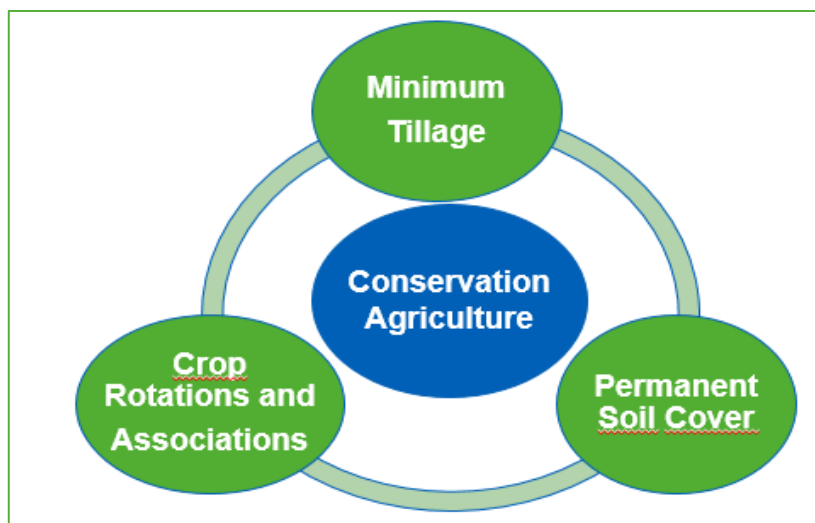 Minimum
Tillage
Conservation
Agriculture
Crop
Rotations and
Associations
Permanent
Soil Cover